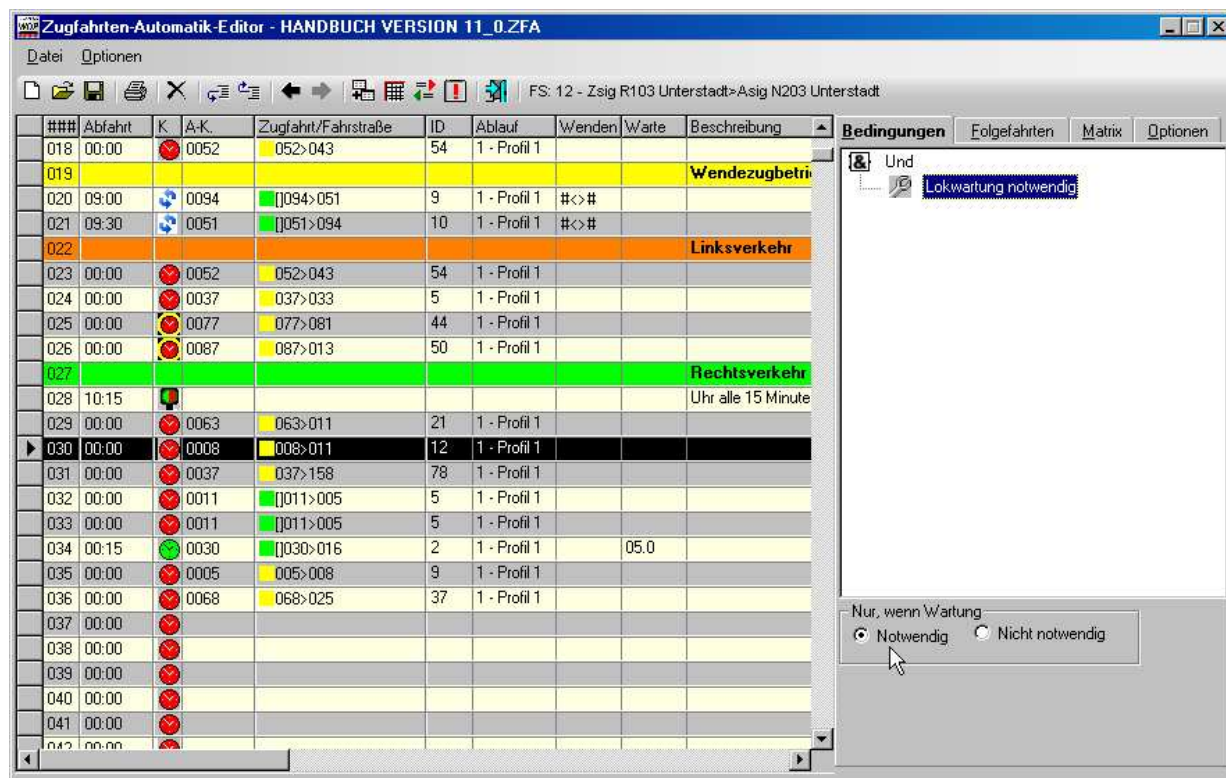 Zugfahrten-Automatik-Editor - HANDBUCH VERSION 11_0.ZFA
Datei Optionen
FS: 12 - Zsig R103 Unterstadt>Asig N203 Unterstadt
### Abfahrt K A-K. Zugfahrt/Fahrstraße ID Ablauf Wenden Warte Beschreibung
018 00:00 0052 052>043 54 1 - Profil 1
019 Wendezugbetri
020 09:00 0094 []094>051 9 1 - Profil 1 #<>#
021 09:30 0051 []051>094 10 1 - Profil 1 #<>#
022 Linksverkehr
023 00:00 0052 052>043 54 1 - Profil 1
024 00:00 0037 037>033 5 1 - Profil 1
025 00:00 0077 077>081 44 1 - Profil 1
026 00:00 0087 087>013 50 1 - Profil 1
027 Rechtsverkehr
028 10:15 Uhr alle 15 Minute
029 00:00 0063 063>011 21 1 - Profil 1
030 00:00 0008 008>011 12 1 - Profil 1
031 00:00 0037 037>158 78 1 - Profil 1
032 00:00 0011 []011>005 5 1 - Profil 1
033 00:00 0011 []011>005 5 1 - Profil 1
034 00:15 0030 []030>016 2 1 - Profil 1 05.0
035 00:00 0005 005>008 9 1 - Profil 1
036 00:00 0068 068>025 37 1 - Profil 1
037 00:00
038 00:00
039 00:00
040 00:00
041 00:00
042 00:00
Bedingungen Folgefahrten Matrix Optionen
& Und
Lokwartung notwendig
Nur, wenn Wartung
Notwendig Nicht notwendig